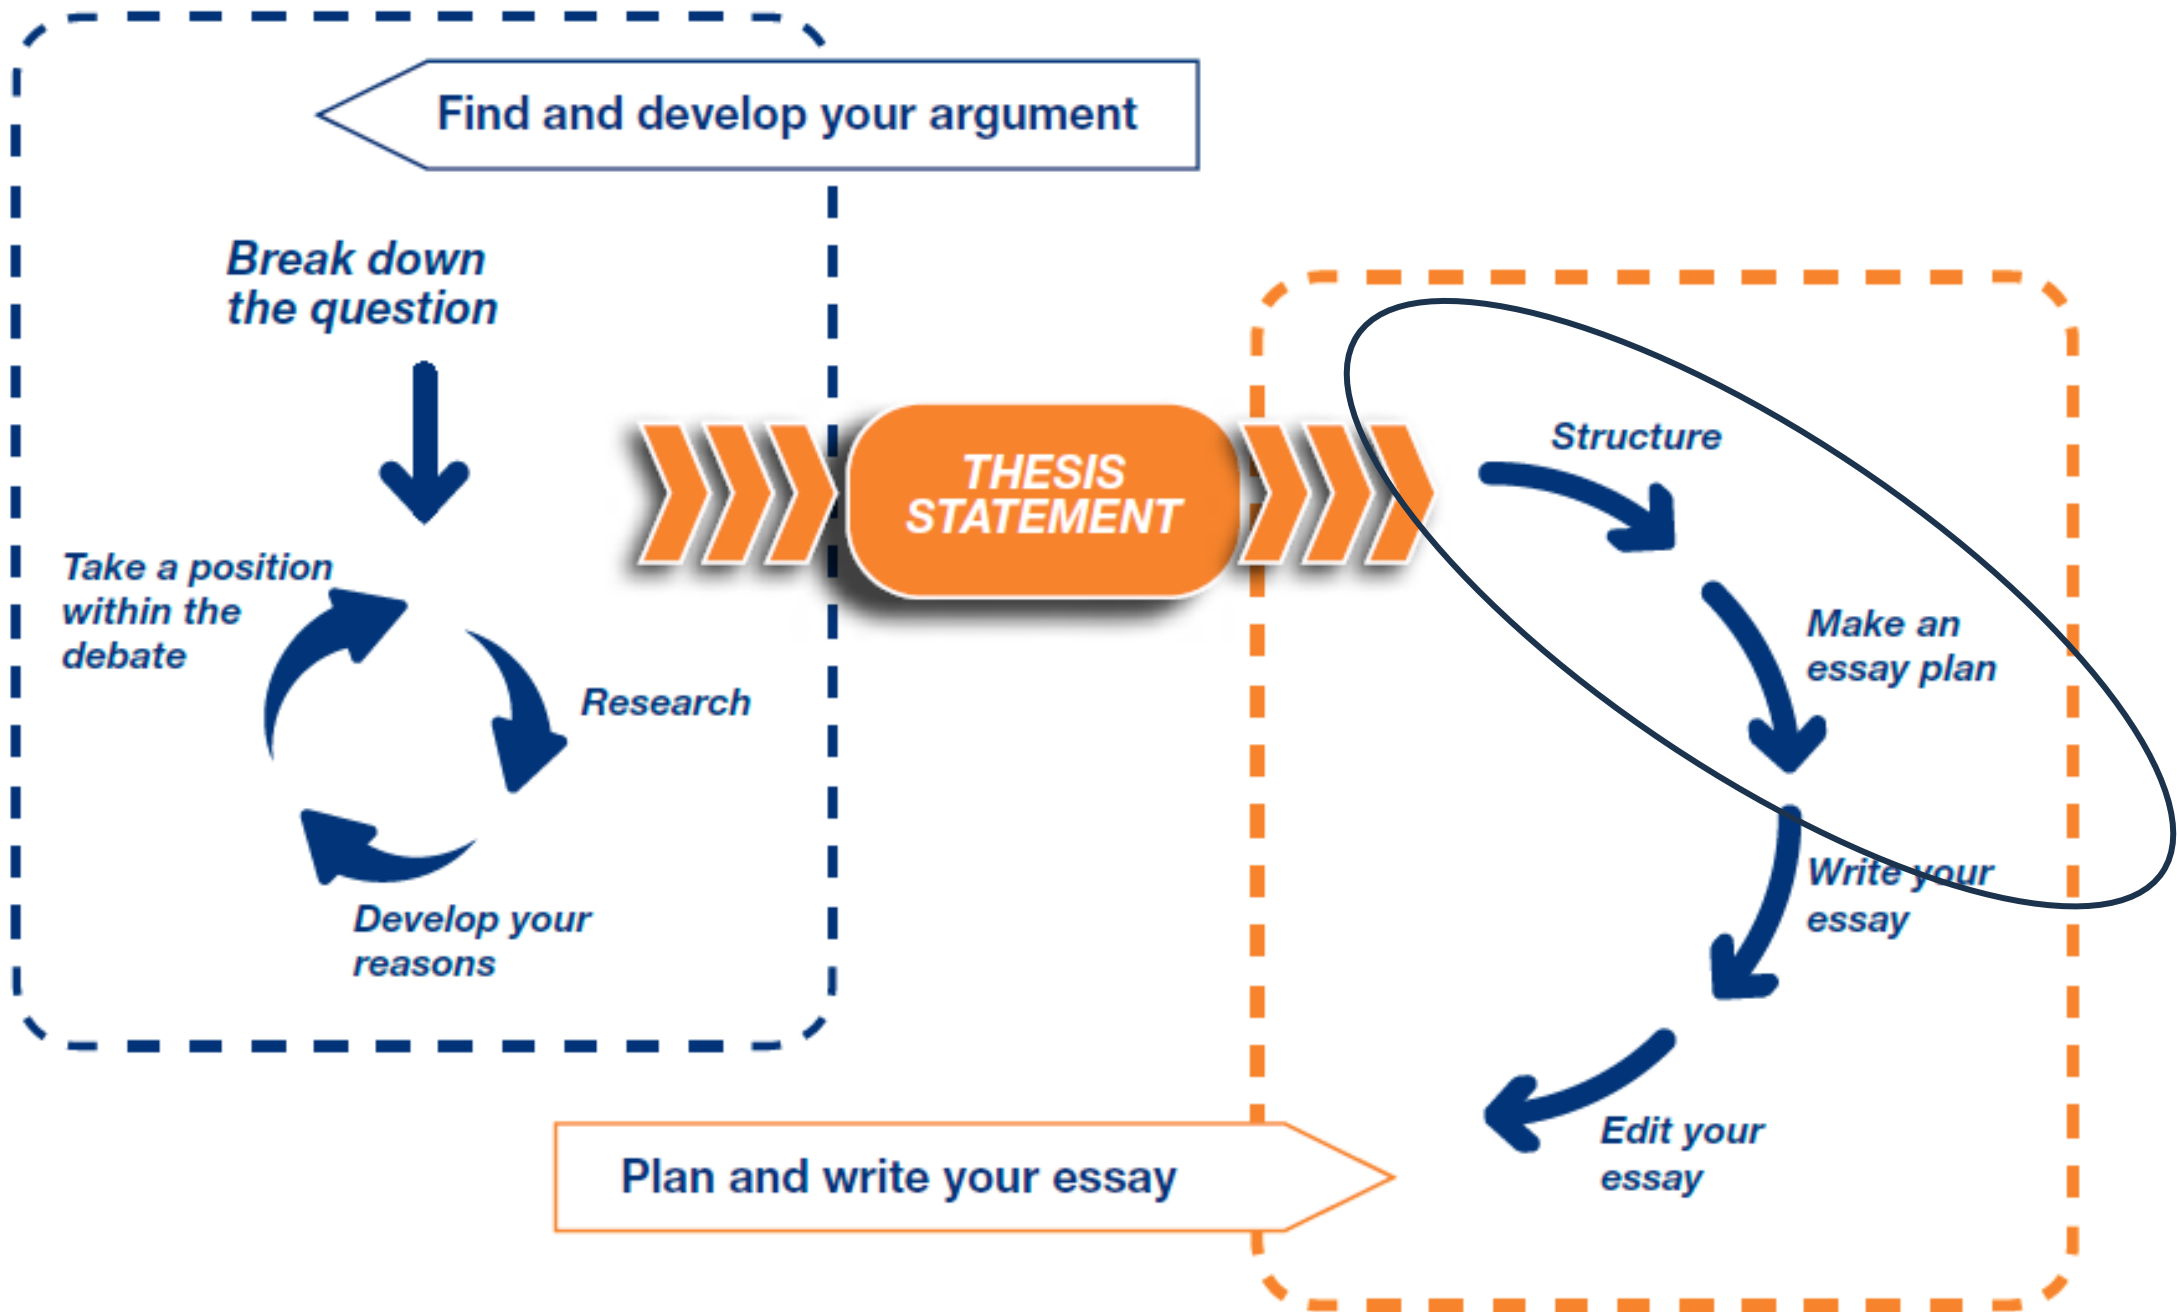 Find and develop your argument
Break down
the question
Take a position
within the
debate
Research
Develop your
reasons
THESIS
STATEMENT
Structure
Make an
essay plan
Write your
essay
Edit your
essay
Plan and write your essay